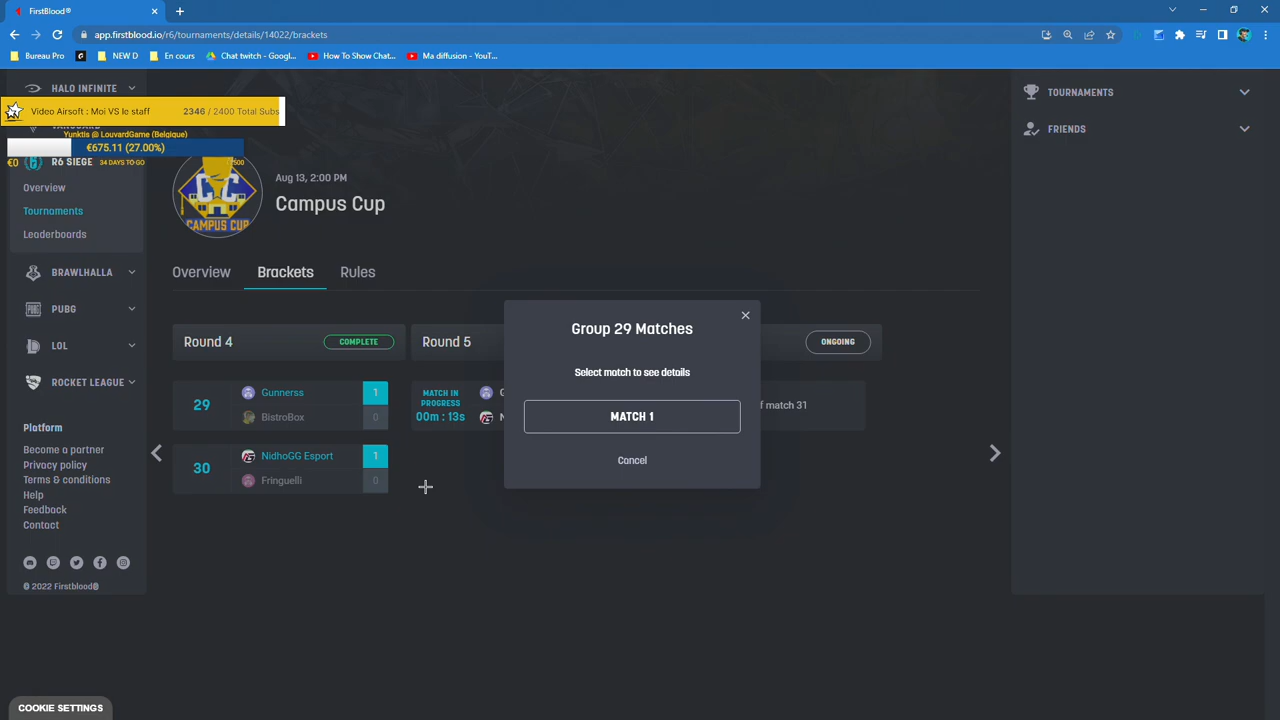 FirstBlood®
app.firstblood.io/r6/tournaments/details/14022/brackets
Bureau Pro
NEW D
En cours
Chat twitch - Googl...
How To Show Chat...
Ma diffusion - YouT...
HALO INFINITE
Video Airsoft : Moi VS le staff 2346 / 2400 Total Subs
Yunktis @ LouvardGame (Belgique)
€675.11 (27.00%)
€0
34 DAYS TO GO
R6 SIEGE
Overview
Tournaments
Leaderboards
BRAWLHALLA
PUBG
LOL
ROCKET LEAGUE
Platform
Become a partner
Privacy policy
Terms & conditions
Help
Feedback
Contact
© 2022 Firstblood®
COOKIE SETTINGS
CC
CAMPUS CUP
Aug 13, 2:00 PM
Campus Cup
Overview
Brackets
Rules
Round 4
COMPLETE
29
Gunnerss 1
BistroBox 0
30
NidhoGG Esport 1
Fringuelli 0
Round 5
MATCH IN
PROGRESS
00m : 13s
ONGOING
match 31
Group 29 Matches
Select match to see details
MATCH 1
Cancel
TOURNAMENTS
FRIENDS